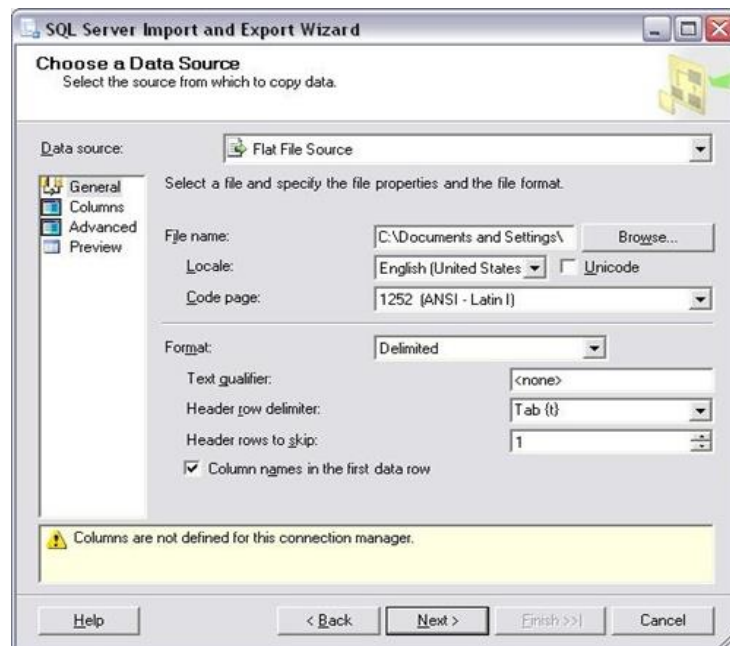 SQL Server Import and Export Wizard
Choose a Data Source
Select the source from which to copy data.
Data source: Flat File Source
General
Columns
Advanced
Preview
Select a file and specify the file properties and the file format.
File name: C:\Documents and Settings\ Browse...
Locale: English (United States Unicode
Code page: 1252 (ANSI - Latin I)
Format: Delimited
Text qualifier: <none>
Header row delimiter: Tab {t}
Header rows to skip: 1
Column names in the first data row
Columns are not defined for this connection manager.
Help < Back Next > Finish >>| Cancel